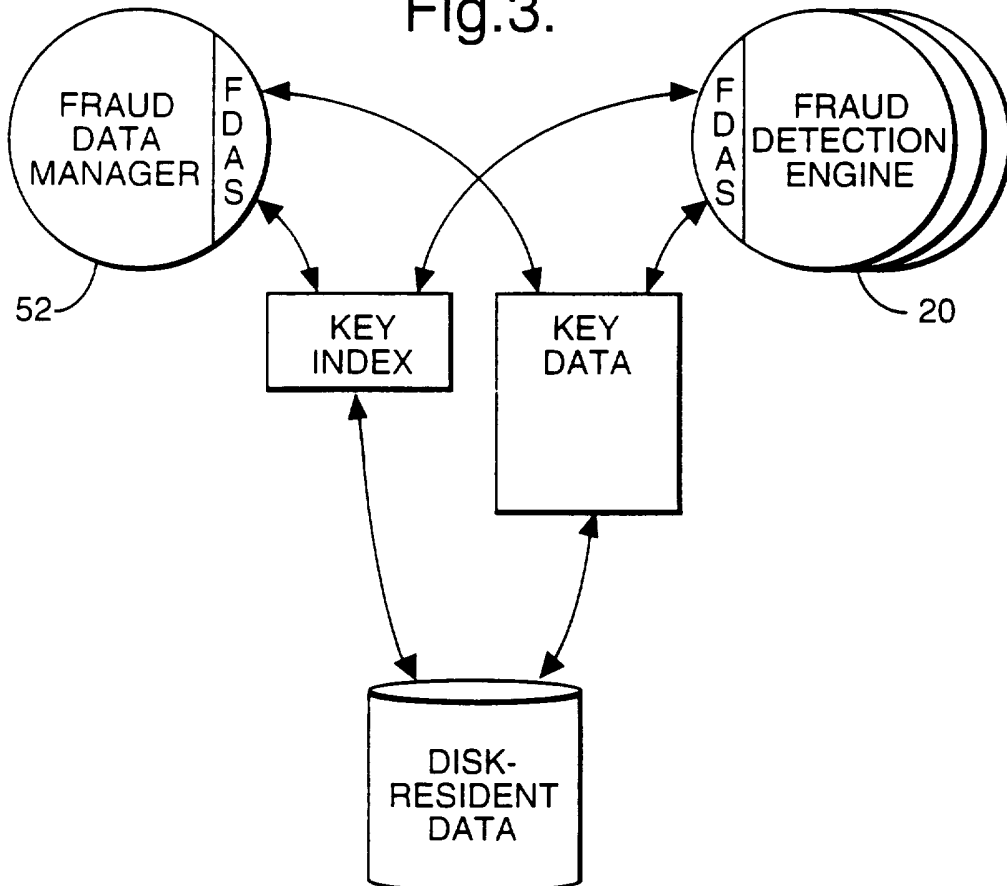 Fig.3.
FRAUD
DATA
MANAGER
F
D
A
S
F
D
A
S
FRAUD
DETECTION
ENGINE
52
20
KEY
INDEX
KEY
DATA
DISK-
RESIDENT
DATA